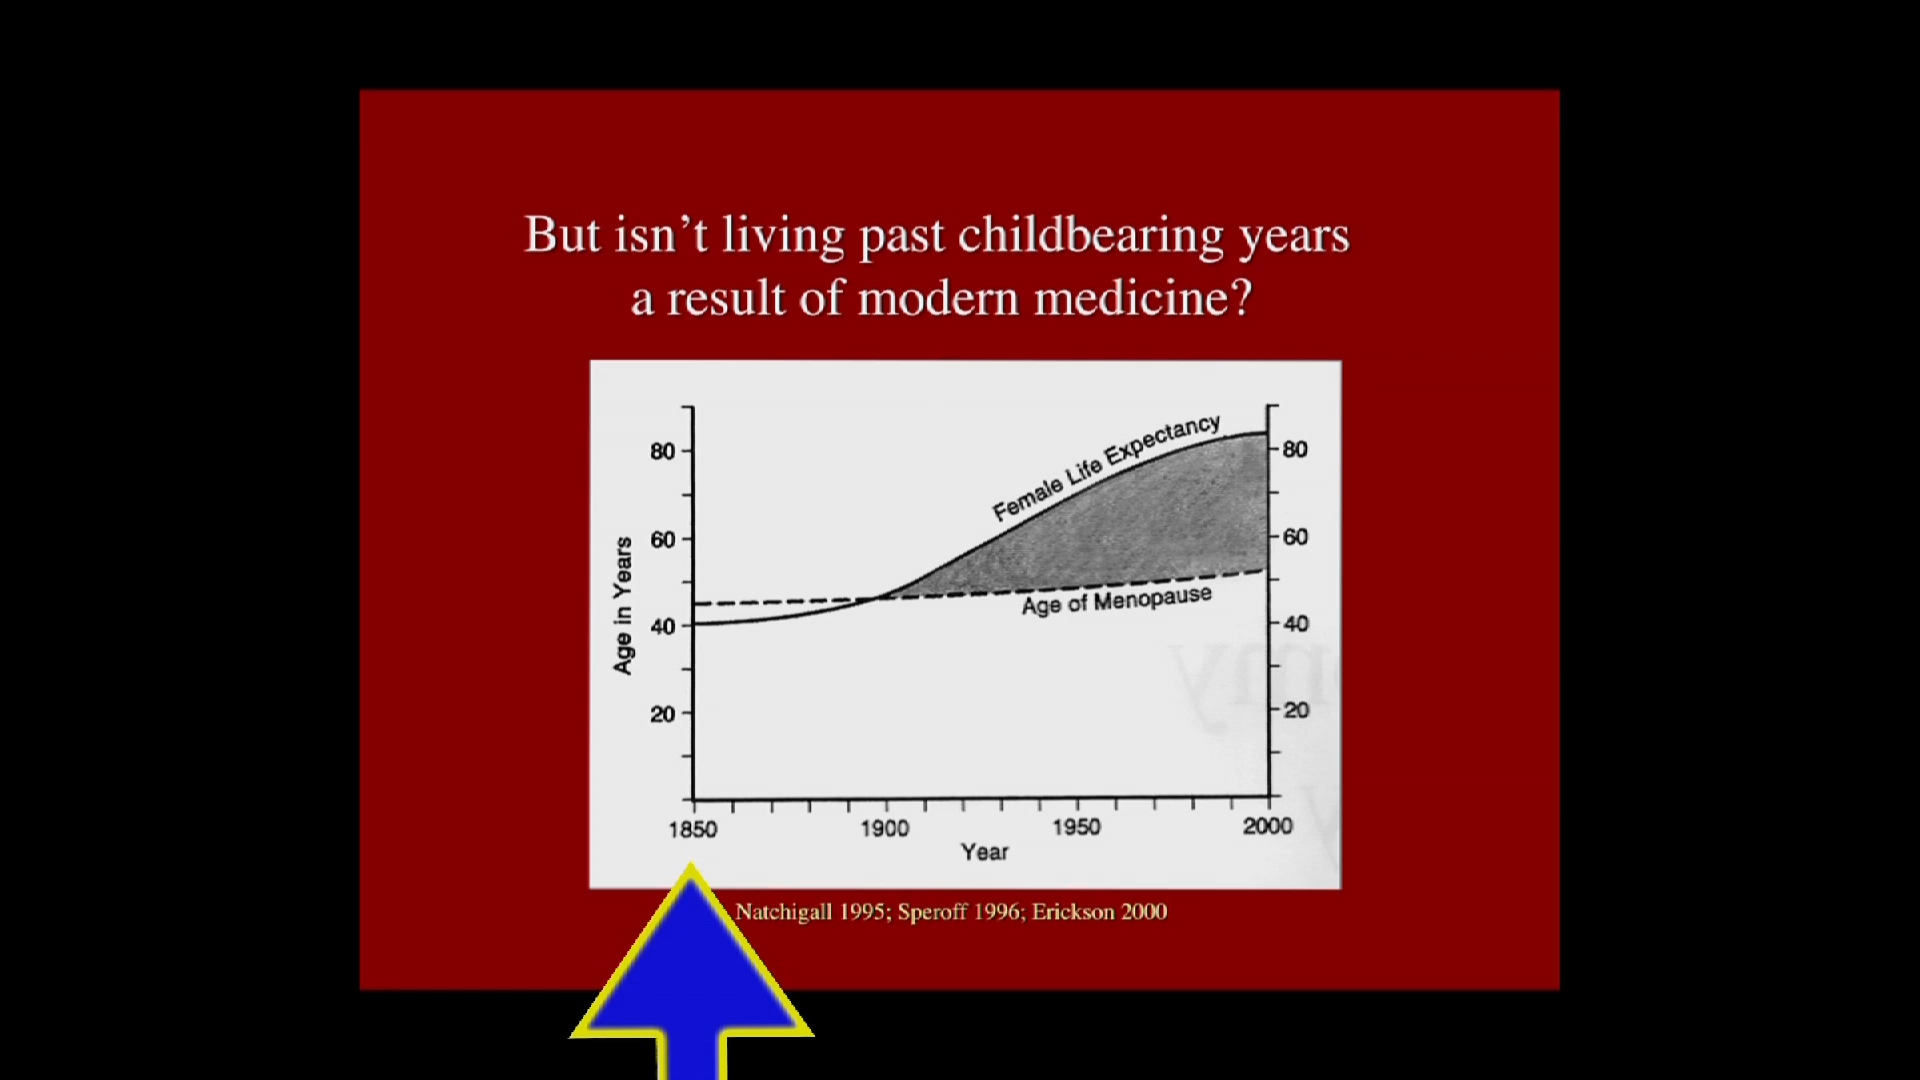 But isn't living past childbearing years
a result of modern medicine?
Female Life Expectancy
80
80
60
60
Age in Years
Age of Menopause
40
40
20
20
1850
1900
1950
2000
Year
Natchigall 1995; Speroff 1996; Erickson 2000